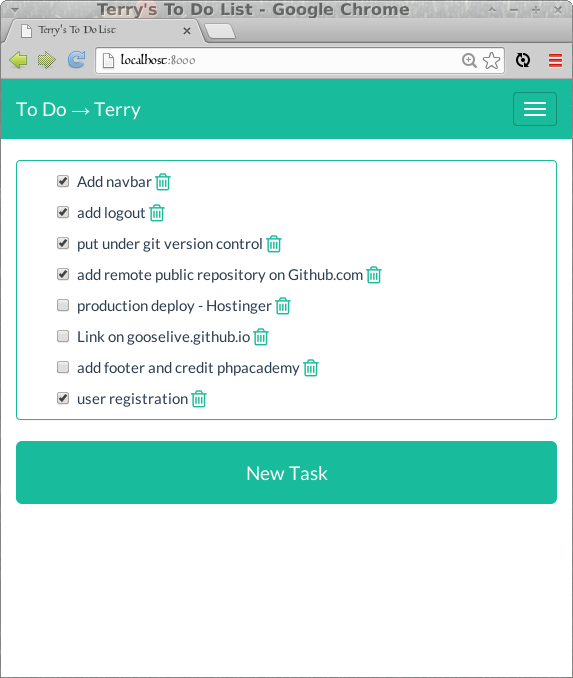 Terry's To Do List - Google Chrome
Terry's To Do List
localhost:8000
To Do → Terry
Add navbar
add logout
put under git version control
add remote public repository on Github.com
production deploy - Hostinger
Link on gooselive.github.io
add footer and credit phpacademy
user registration
New Task